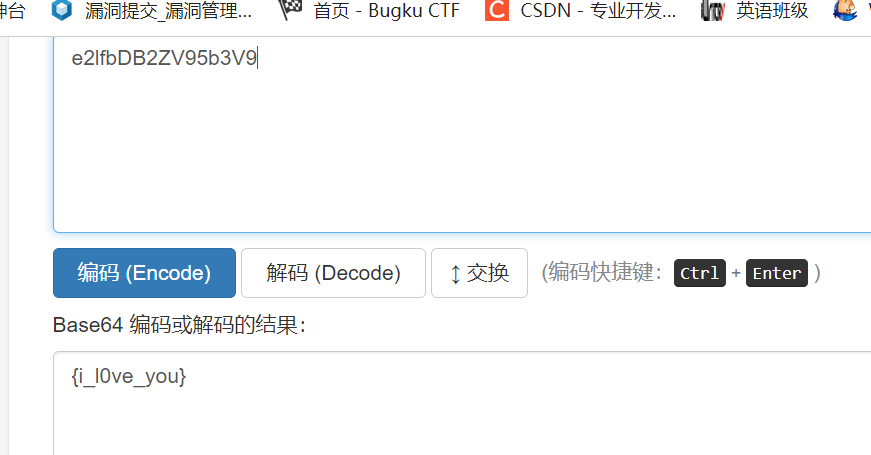 神台 漏洞提交_漏洞管理... 首页 - Bugku CTF CSDN - 专业开发... 英语班级
e2lfbDB2ZV95b3V9
编码 (Encode) 解码 (Decode) ↕ 交换 (编码快捷键： Ctrl + Enter )
Base64 编码或解码的结果：
{i_l0ve_you}